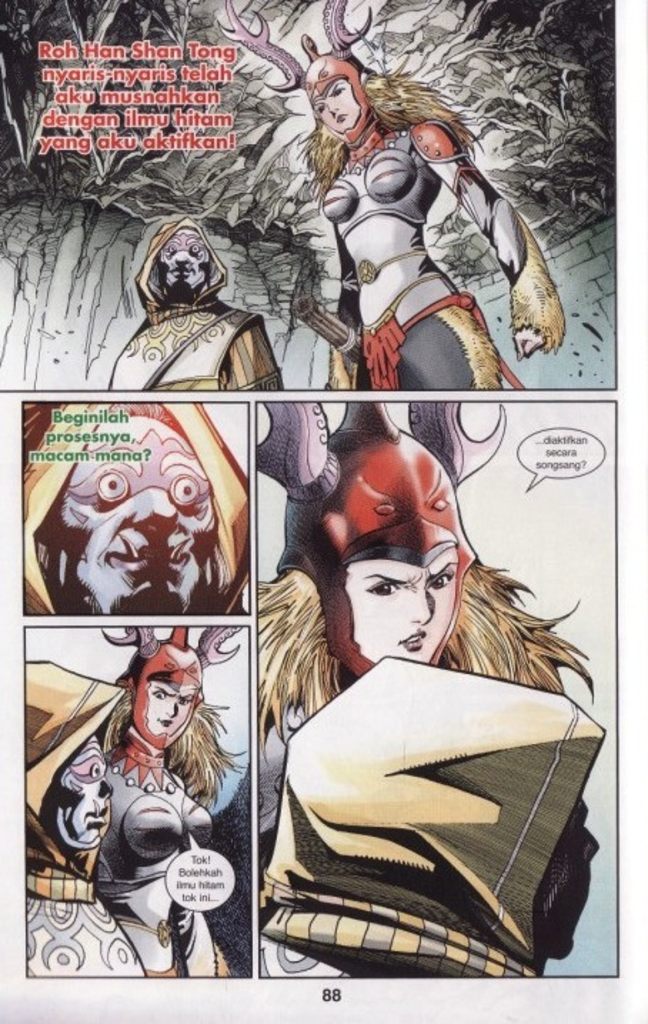 Roh Han Shan Tong
nyaris-nyaris telah
aku musnahkan
dengan ilmu hitam
yang aku aktifkan!
Beginilah
prosesnya,
macam mana?
Tok!
Bolehkah
ilmu hitam
tok ini...
...diaktifkan
secara
songsang?
88